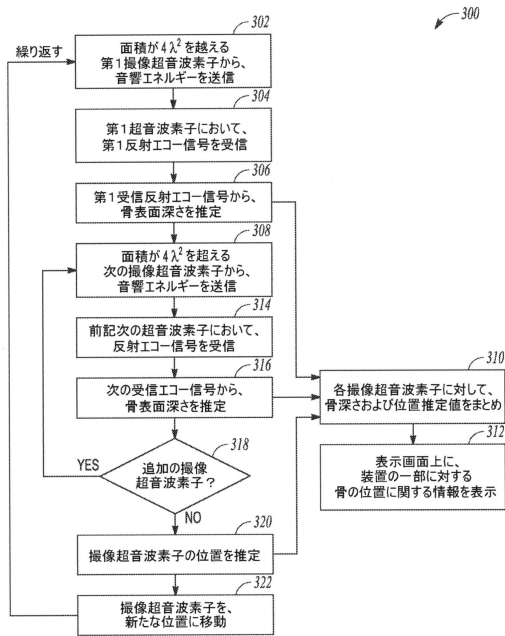 300
302
繰り返す
面積が4λ²を越える
第1撮像超音波素子から、
音響エネルギーを送信
304
第1超音波素子において、
第1反射エコー信号を受信
306
第1受信反射エコー信号から、
骨表面深さを推定
308
面積が4λ²を超える
次の撮像超音波素子から、
音響エネルギーを送信
314
前記次の超音波素子において、
反射エコー信号を受信
316
次の受信エコー信号から、
骨表面深さを推定
310
各撮像超音波素子に対して、
骨深さおよび位置推定値をまとめ
312
表示画面上に、
装置の一部に対する
骨の位置に関する情報を表示
318
YES
追加の撮像
超音波素子?
NO
320
撮像超音波素子の位置を推定
322
撮像超音波素子を、
新たな位置に移動